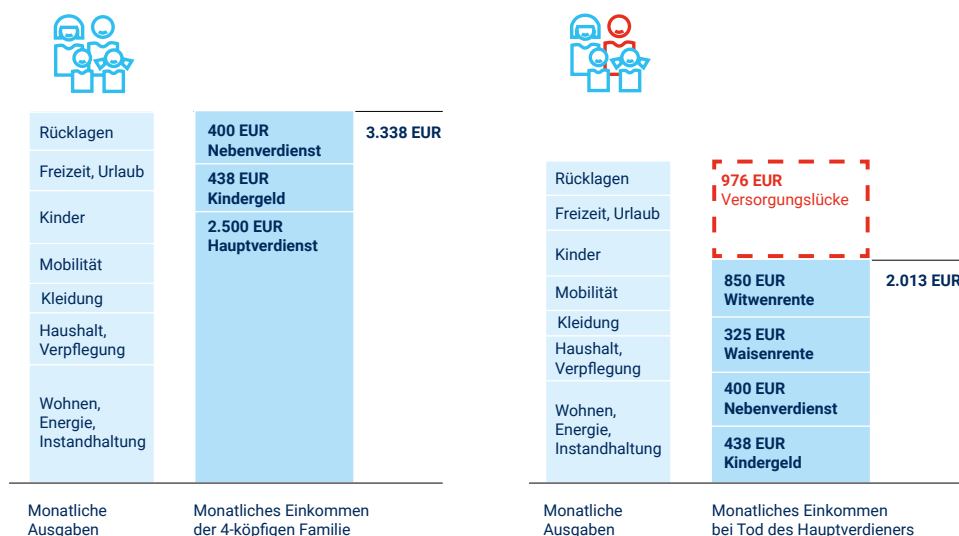 Rücklagen
Freizeit, Urlaub
Kinder
Mobilität
Kleidung
Haushalt,
Verpflegung
Wohnen,
Energie,
Instandhaltung
400 EUR
Nebenverdienst
438 EUR
Kindergeld
2.500 EUR
Hauptverdienst
3.338 EUR
Monatliche
Ausgaben
Monatliches Einkommen
der 4-köpfigen Familie
Rücklagen
Freizeit, Urlaub
Kinder
Mobilität
Kleidung
Haushalt,
Verpflegung
Wohnen,
Energie,
Instandhaltung
976 EUR
Versorgungslücke
850 EUR
Witwenrente
325 EUR
Waisenrente
400 EUR
Nebenverdienst
438 EUR
Kindergeld
2.013 EUR
Monatliche
Ausgaben
Monatliches Einkommen
bei Tod des Hauptverdieners